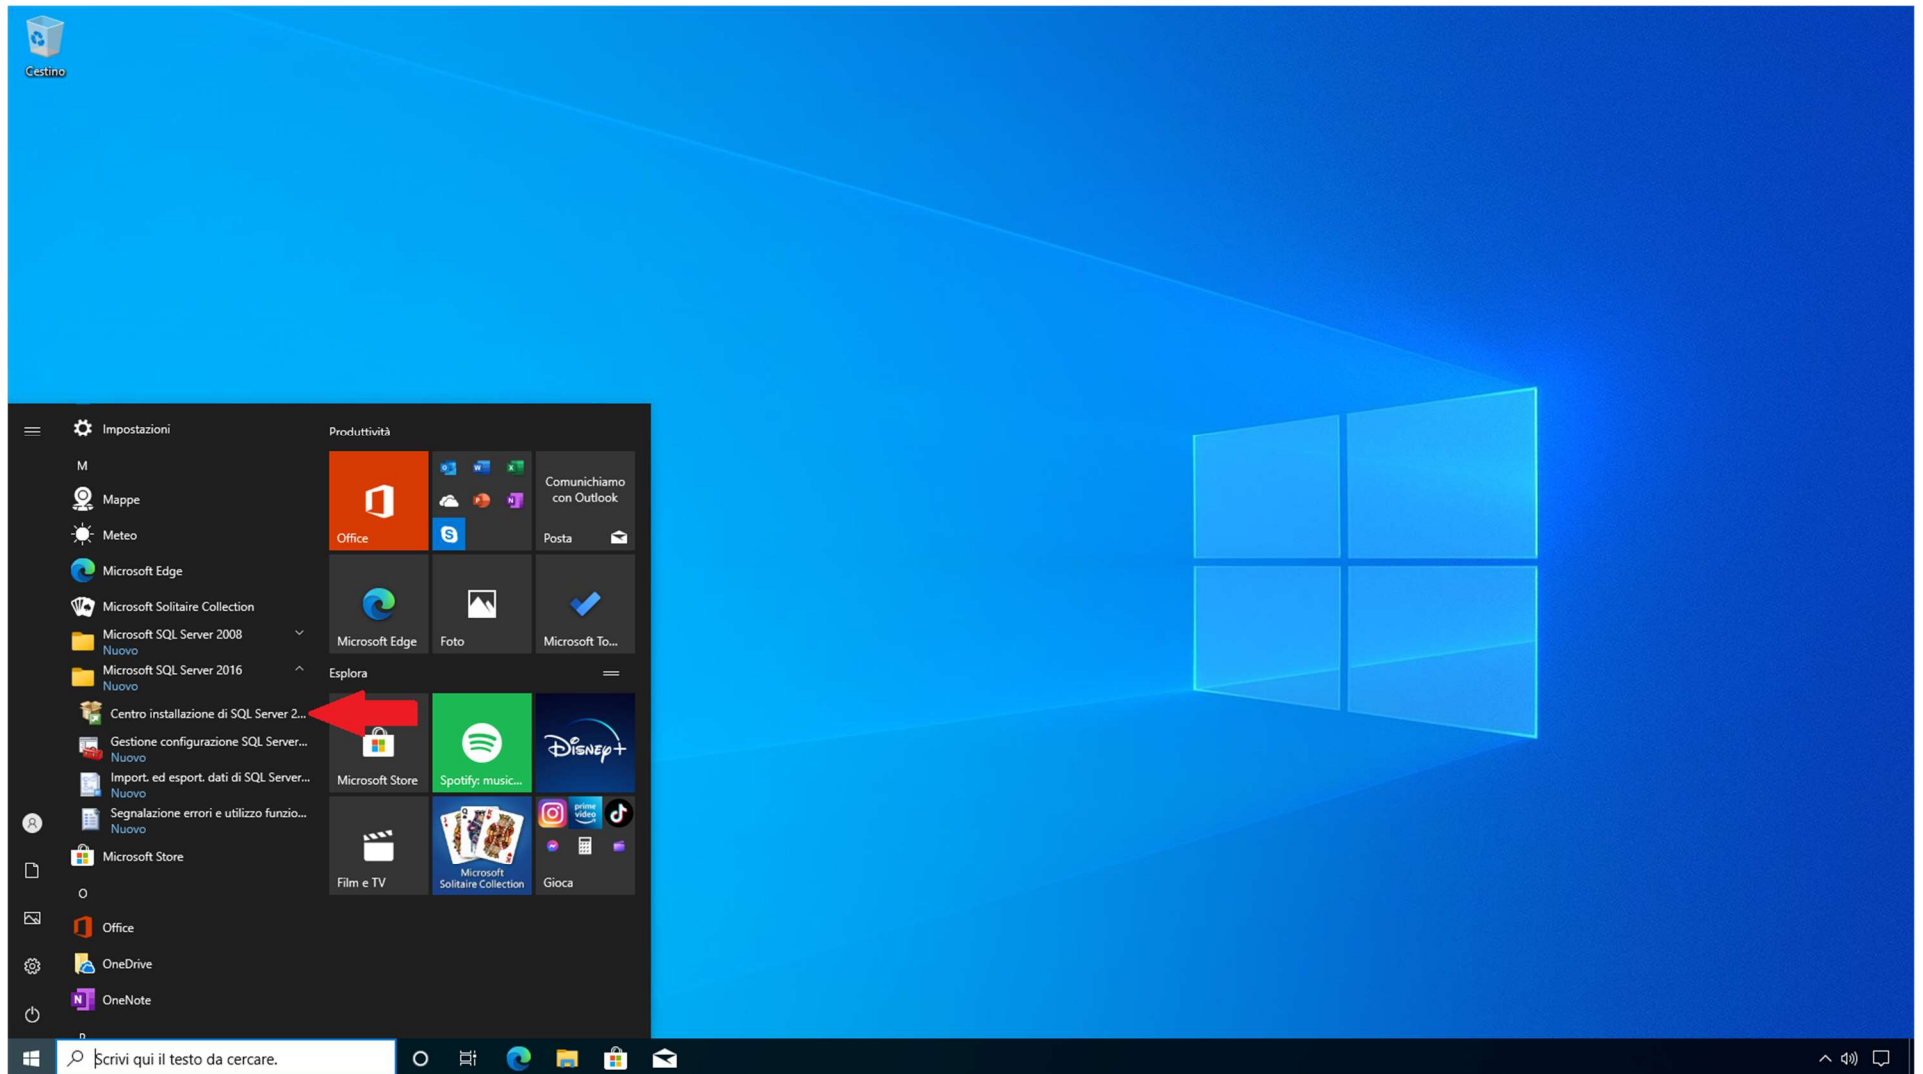 Cestino
Impostazioni
M
Mappe
Meteo
Microsoft Edge
Microsoft Solitaire Collection
Microsoft SQL Server 2008
Nuovo
Microsoft SQL Server 2016
Nuovo
Centro installazione di SQL Server 2...
Gestione configurazione SQL Server...
Nuovo
Import. ed esport. dati di SQL Server...
Nuovo
Segnalazione errori e utilizzo funzio...
Nuovo
Microsoft Store
O
Office
OneDrive
OneNote
Produttività
Office
Comunichiamo
con Outlook
Posta
Microsoft Edge
Foto
Microsoft To...
Esplora
Microsoft Store
Spotify: music...
Disney+
Film e TV
Microsoft
Solitaire Collection
prime
video
Gioca
Scrivi qui il testo da cercare.